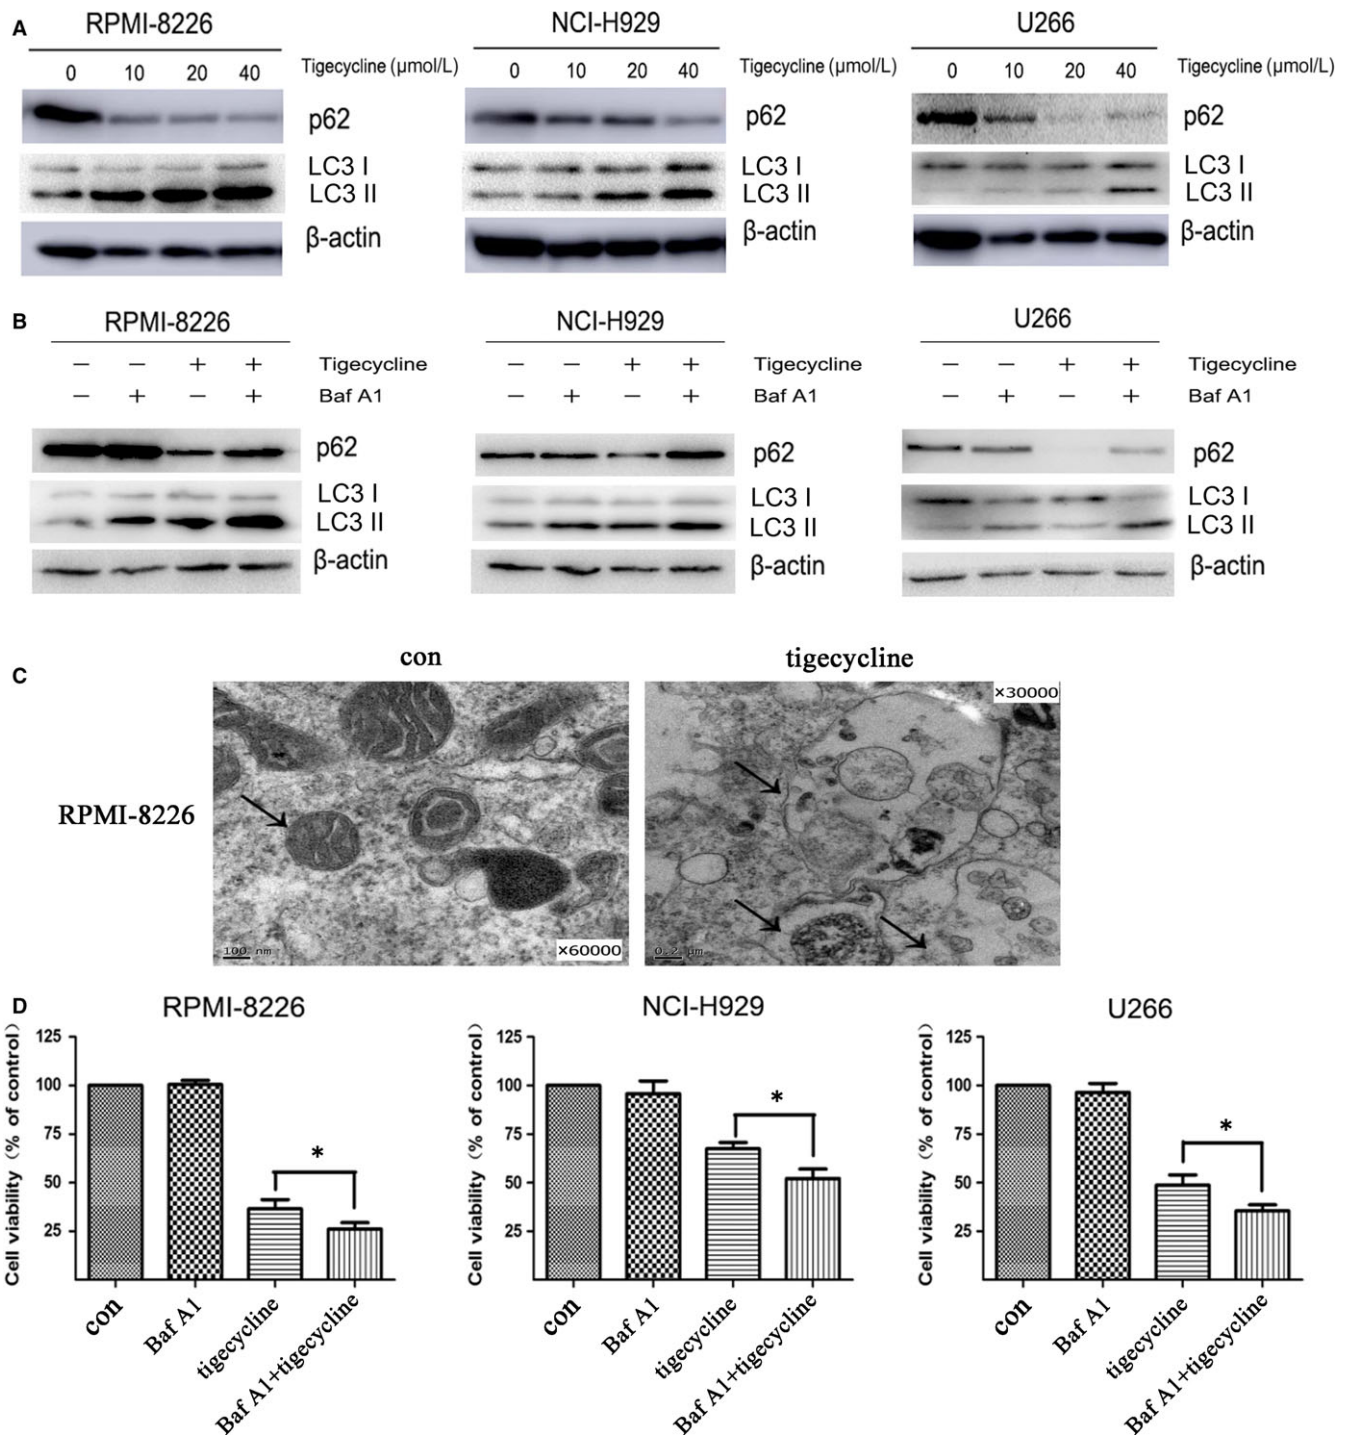 A
RPMI-8226
NCI-H929
U266
0 10 20 40 Tigecycline (μmol/L)
0 10 20 40 Tigecycline (μmol/L)
0 10 20 40 Tigecycline (μmol/L)
p62
p62
p62
LC3 I
LC3 I
LC3 I
LC3 II
LC3 II
LC3 II
β-actin
β-actin
β-actin
B
RPMI-8226
NCI-H929
U266
− − + + Tigecycline
− − + + Tigecycline
− − + + Tigecycline
− + − + Baf A1
− + − + Baf A1
− + − + Baf A1
p62
p62
p62
LC3 I
LC3 I
LC3 I
LC3 II
LC3 II
LC3 II
β-actin
β-actin
β-actin
C
con
tigecycline
RPMI-8226
100 nm
×60000
×30000
0.2 μm
D
RPMI-8226
Cell viability (% of control)
125
100
75
50
25
*
con
Baf A1
tigecycline
Baf A1+tigecycline
NCI-H929
Cell viability (% of control)
125
100
75
50
25
*
con
Baf A1
tigecycline
Baf A1+tigecycline
U266
Cell viability (% of control)
125
100
75
50
25
*
con
Baf A1
tigecycline
Baf A1+tigecycline